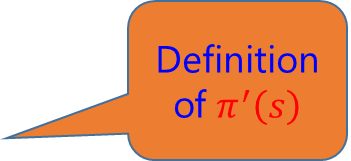 Definition
of π′(s)